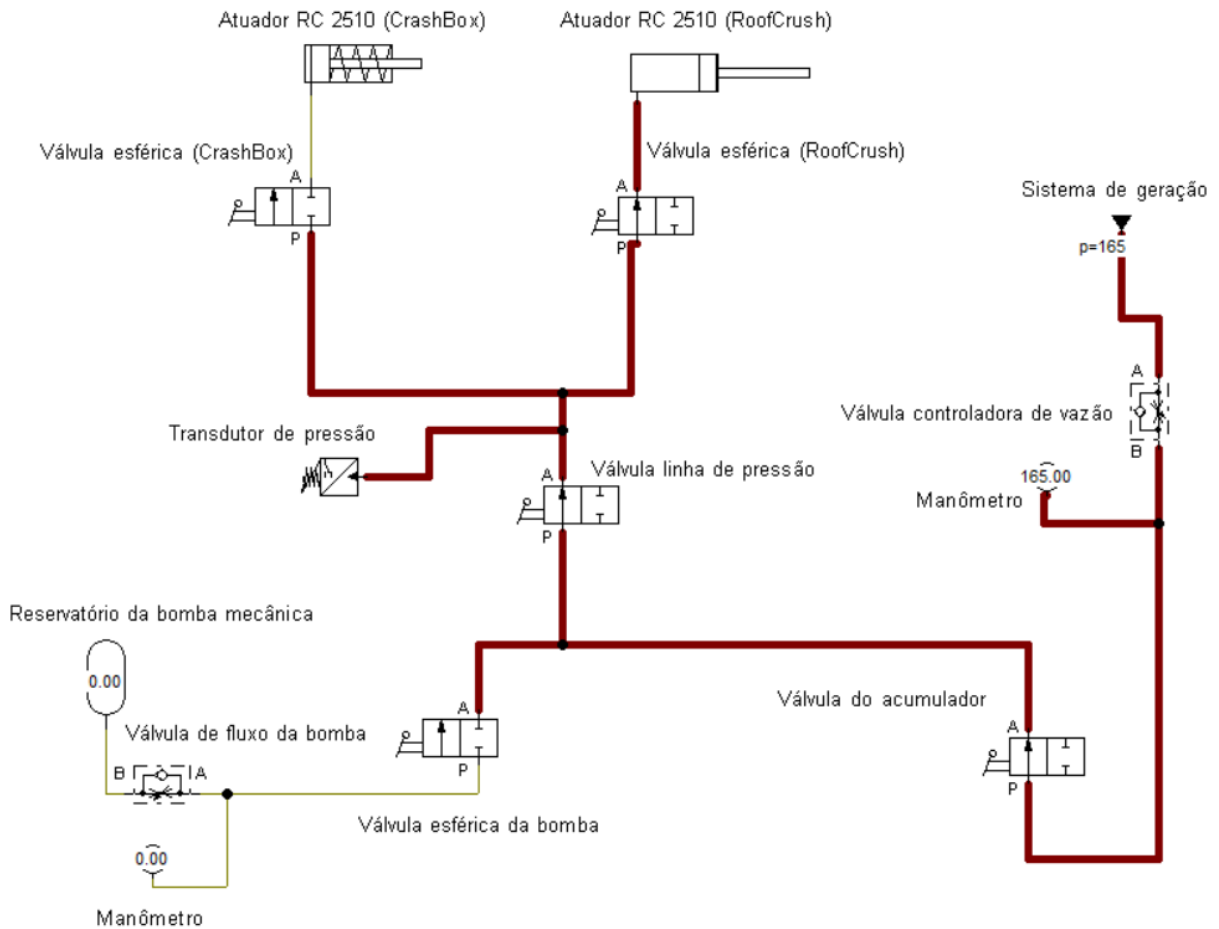 Atuador RC 2510 (CrashBox)
Atuador RC 2510 (RoofCrush)
Válvula esférica (CrashBox)
A
P
Válvula esférica (RoofCrush)
A
P
Sistema de geração
p=165
A
Válvula controladora de vazão
B
165.00
Manômetro
Transdutor de pressão
Válvula linha de pressão
A
P
Reservatório da bomba mecânica
0.00
Válvula de fluxo da bomba
B
A
A
P
Válvula esférica da bomba
0.00
Manômetro
Válvula do acumulador
A
P